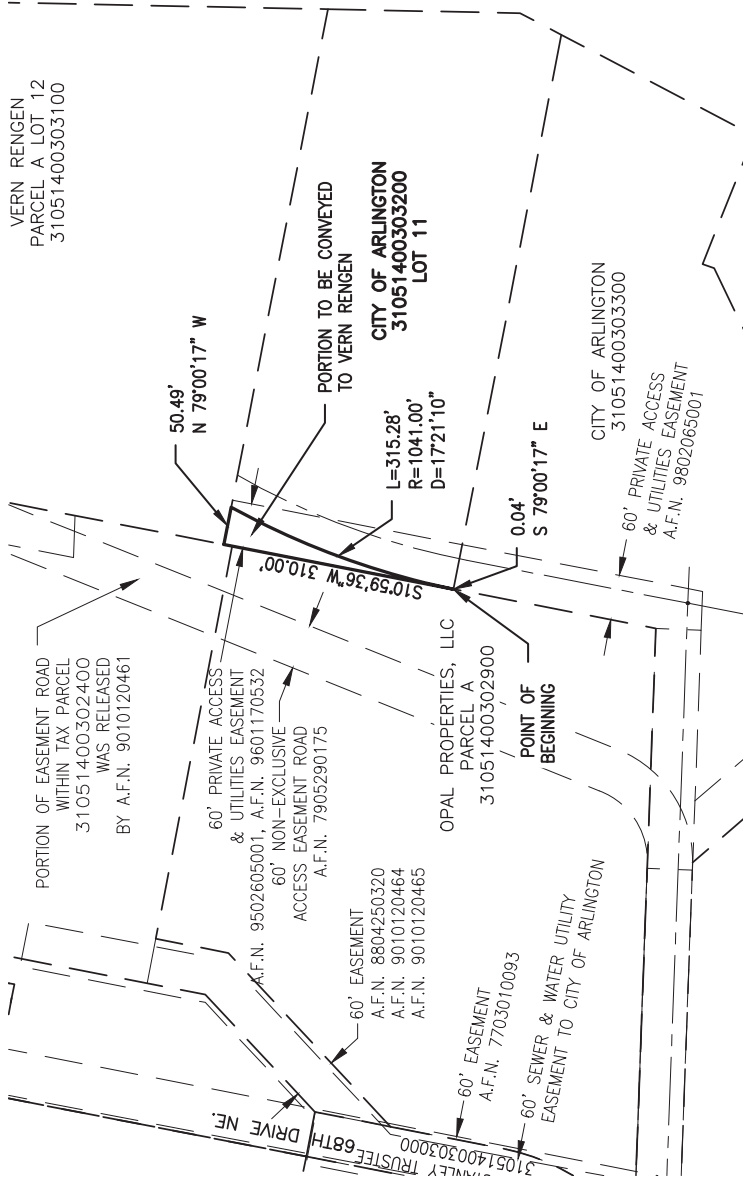 VERN RENGEN
PARCEL A LOT 12
31051400303100
50.49'
N 79°00'17" W
PORTION TO BE CONVEYED
TO VERN RENGEN
CITY OF ARLINGTON
31051400303200
LOT 11
L=315.28'
R=1041.00'
D=17°21'10"
0.04'
S 79°00'17" E
CITY OF ARLINGTON
31051400303300
60' PRIVATE ACCESS
& UTILITIES EASEMENT
A.F.N. 9802065001
S10°59'36"W 310.00'
PORTION OF EASEMENT ROAD
WITHIN TAX PARCEL
31051400302400
WAS RELEASED
BY A.F.N. 9010120461
60' PRIVATE ACCESS
& UTILITIES EASEMENT
A.F.N. 9502605001, A.F.N. 9601170532
60' NON-EXCLUSIVE
ACCESS EASEMENT ROAD
A.F.N. 7905290175
OPAL PROPERTIES, LLC
PARCEL A
31051400302900
POINT OF
BEGINNING
60' EASEMENT
A.F.N. 8804250320
A.F.N. 9010120464
A.F.N. 9010120465
60' EASEMENT
A.F.N. 7703010093
60' SEWER & WATER UTILITY
EASEMENT TO CITY OF ARLINGTON
68TH DRIVE NE.
TRUSTEE
31051400303000